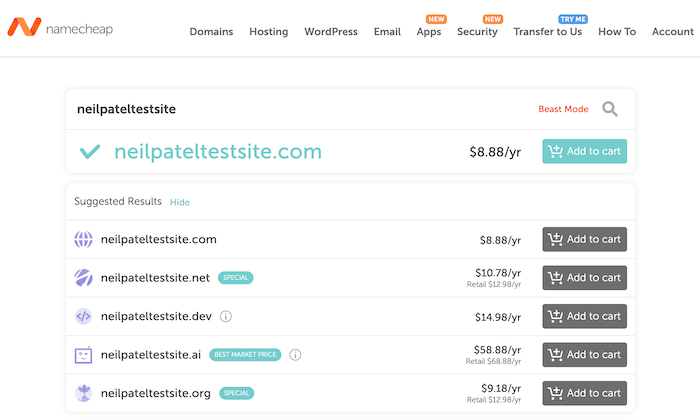 namecheap
NEW NEW TRY ME
Domains Hosting WordPress Email Apps Security Transfer to Us How To Account
neilpateltestsite Beast Mode
neilpateltestsite.com $8.88/yr Add to cart
Suggested Results Hide
neilpateltestsite.com $8.88/yr Add to cart
neilpateltestsite.net SPECIAL $10.78/yr Add to cart
Retail $12.98/yr
neilpateltestsite.dev $14.98/yr Add to cart
neilpateltestsite.ai BEST MARKET PRICE $58.88/yr Add to cart
Retail $68.88/yr
neilpateltestsite.org SPECIAL $9.18/yr Add to cart
Retail $12.98/yr